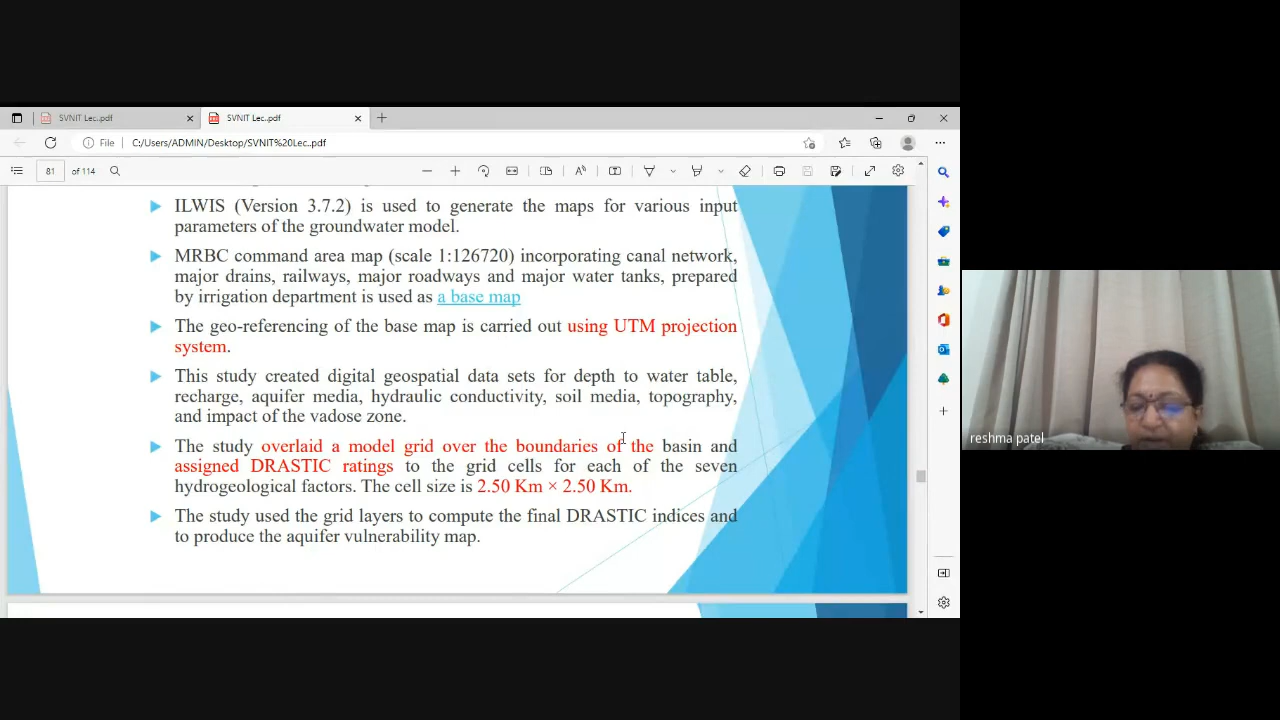 SVNIT Lec..pdf
SVNIT Lec..pdf
File
C:/Users/ADMIN/Desktop/SVNIT%20Lec..pdf
81
of 114
ILWIS (Version 3.7.2) is used to generate the maps for various input
parameters of the groundwater model.
MRBC command area map (scale 1:126720) incorporating canal network,
major drains, railways, major roadways and major water tanks, prepared
by irrigation department is used as a base map
The geo-referencing of the base map is carried out using UTM projection
system.
This study created digital geospatial data sets for depth to water table,
recharge, aquifer media, hydraulic conductivity, soil media, topography,
and impact of the vadose zone.
The study overlaid a model grid over the boundaries of the basin and
assigned DRASTIC ratings to the grid cells for each of the seven
hydrogeological factors. The cell size is 2.50 Km × 2.50 Km.
The study used the grid layers to compute the final DRASTIC indices and
to produce the aquifer vulnerability map.
reshma patel